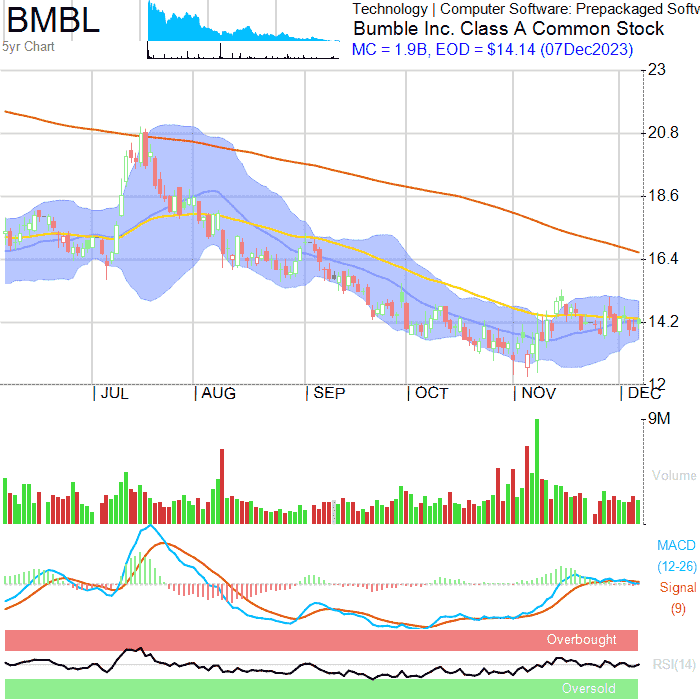 BMBL
5yr Chart
Technology | Computer Software: Prepackaged Softw
Bumble Inc. Class A Common Stock
MC = 1.9B, EOD = $14.14 (07Dec2023)
23
20.8
18.6
16.4
14.2
12
JUL
AUG
SEP
OCT
NOV
DEC
9M
Volume
MACD
(12-26)
Signal
(9)
Overbought
RSI(14)
Oversold